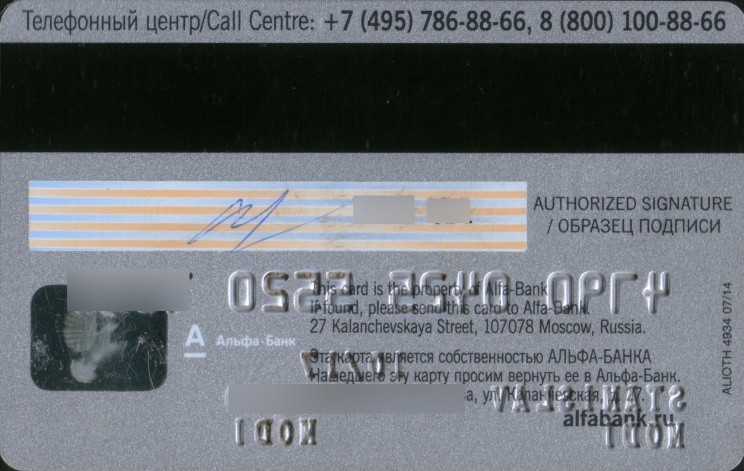 Телефонный центр/Call Centre: +7 (495) 786-88-66, 8 (800) 100-88-66
AUTHORIZED SIGNATURE
/ ОБРАЗЕЦ ПОДПИСИ
This card is the property of Alfa-Bank.
If found, please send this card to Alfa-Bank.
27 Kalanchevskaya Street, 107078 Moscow, Russia.
Альфа-Банк
Эта карта является собственностью АЛЬФА-БАНКА
Нашедшего эту карту просим вернуть ее в Альфа-Банк.
ул. Каланчевская, д. 27.
alfabank.ru
ALIOTH 4934 07/14